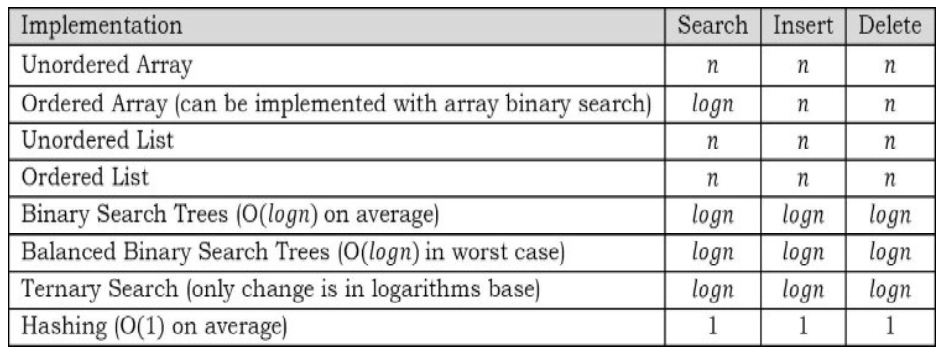 Implementation Search Insert Delete
Unordered Array n n n
Ordered Array (can be implemented with array binary search) logn n n
Unordered List n n n
Ordered List n n n
Binary Search Trees (O(logn) on average) logn logn logn
Balanced Binary Search Trees (O(logn) in worst case) logn logn logn
Ternary Search (only change is in logarithms base) logn logn logn
Hashing (O(1) on average) 1 1 1